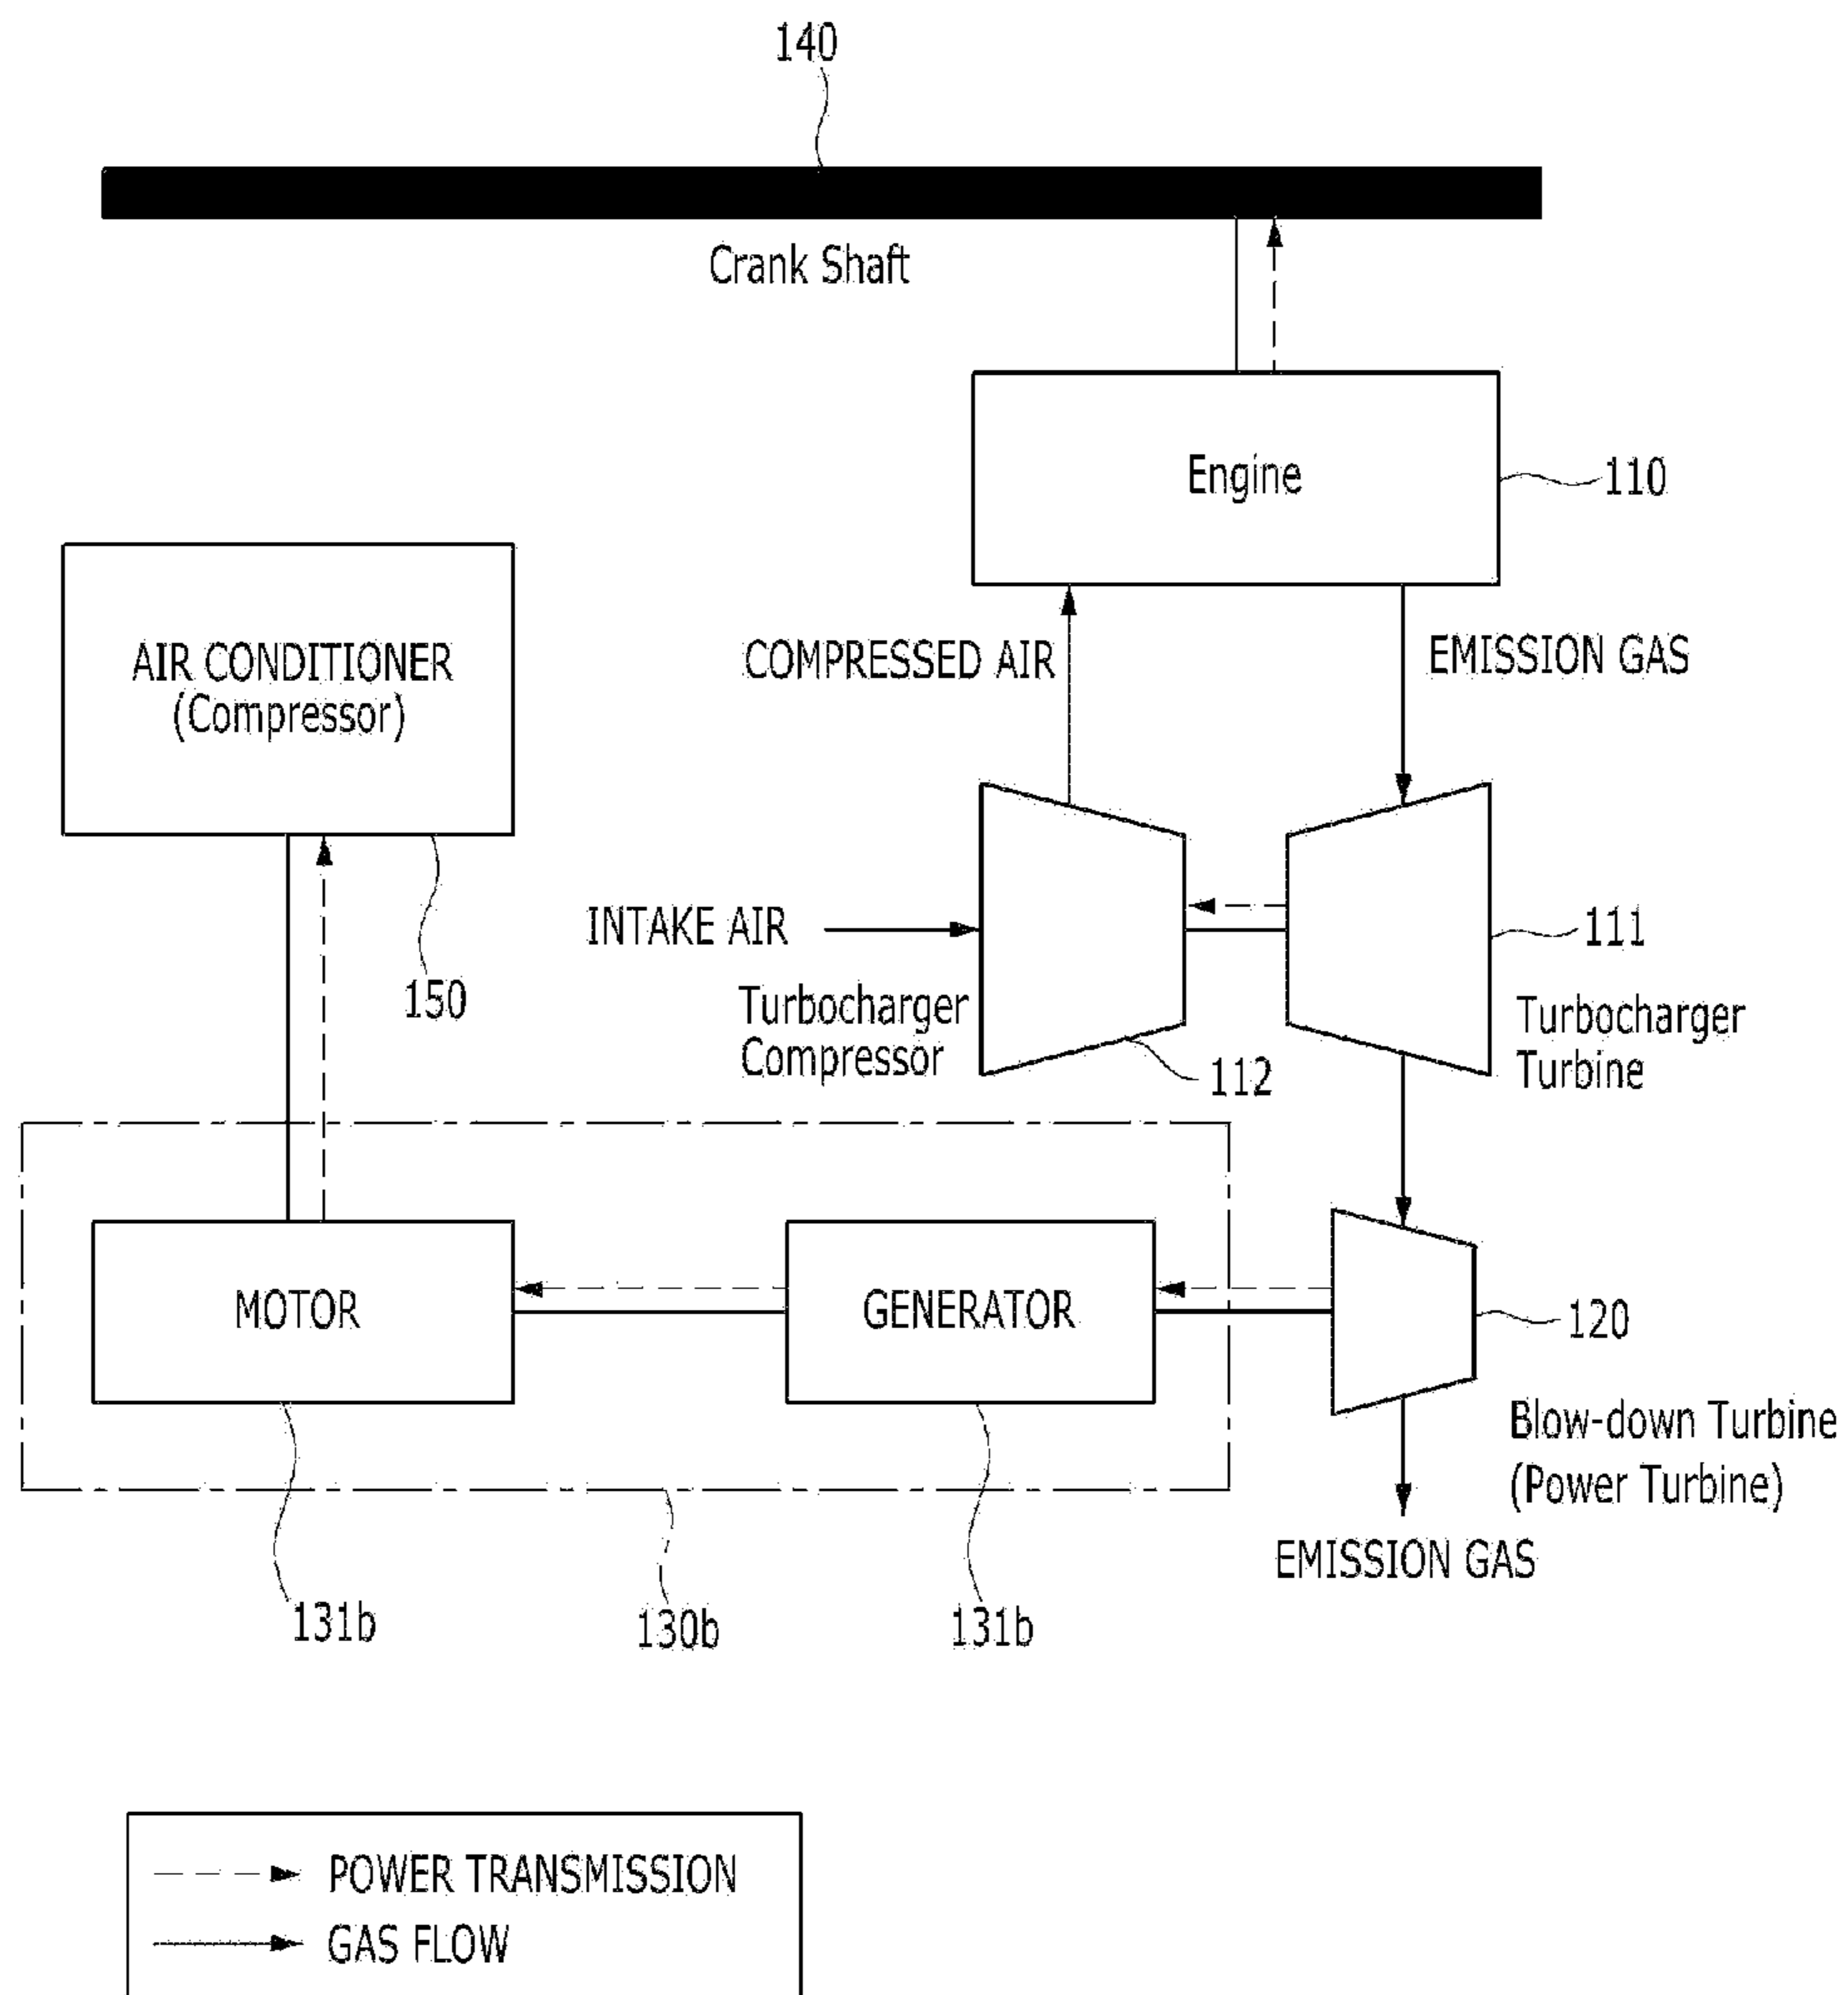 140
Crank Shaft
Engine
110
AIR CONDITIONER
(Compressor)
COMPRESSED AIR
EMISSION GAS
150
INTAKE AIR
Turbocharger
Compressor
112
111
Turbocharger
Turbine
MOTOR
GENERATOR
120
Blow-down Turbine
(Power Turbine)
EMISSION GAS
131b
130b
131b
POWER TRANSMISSION
GAS FLOW